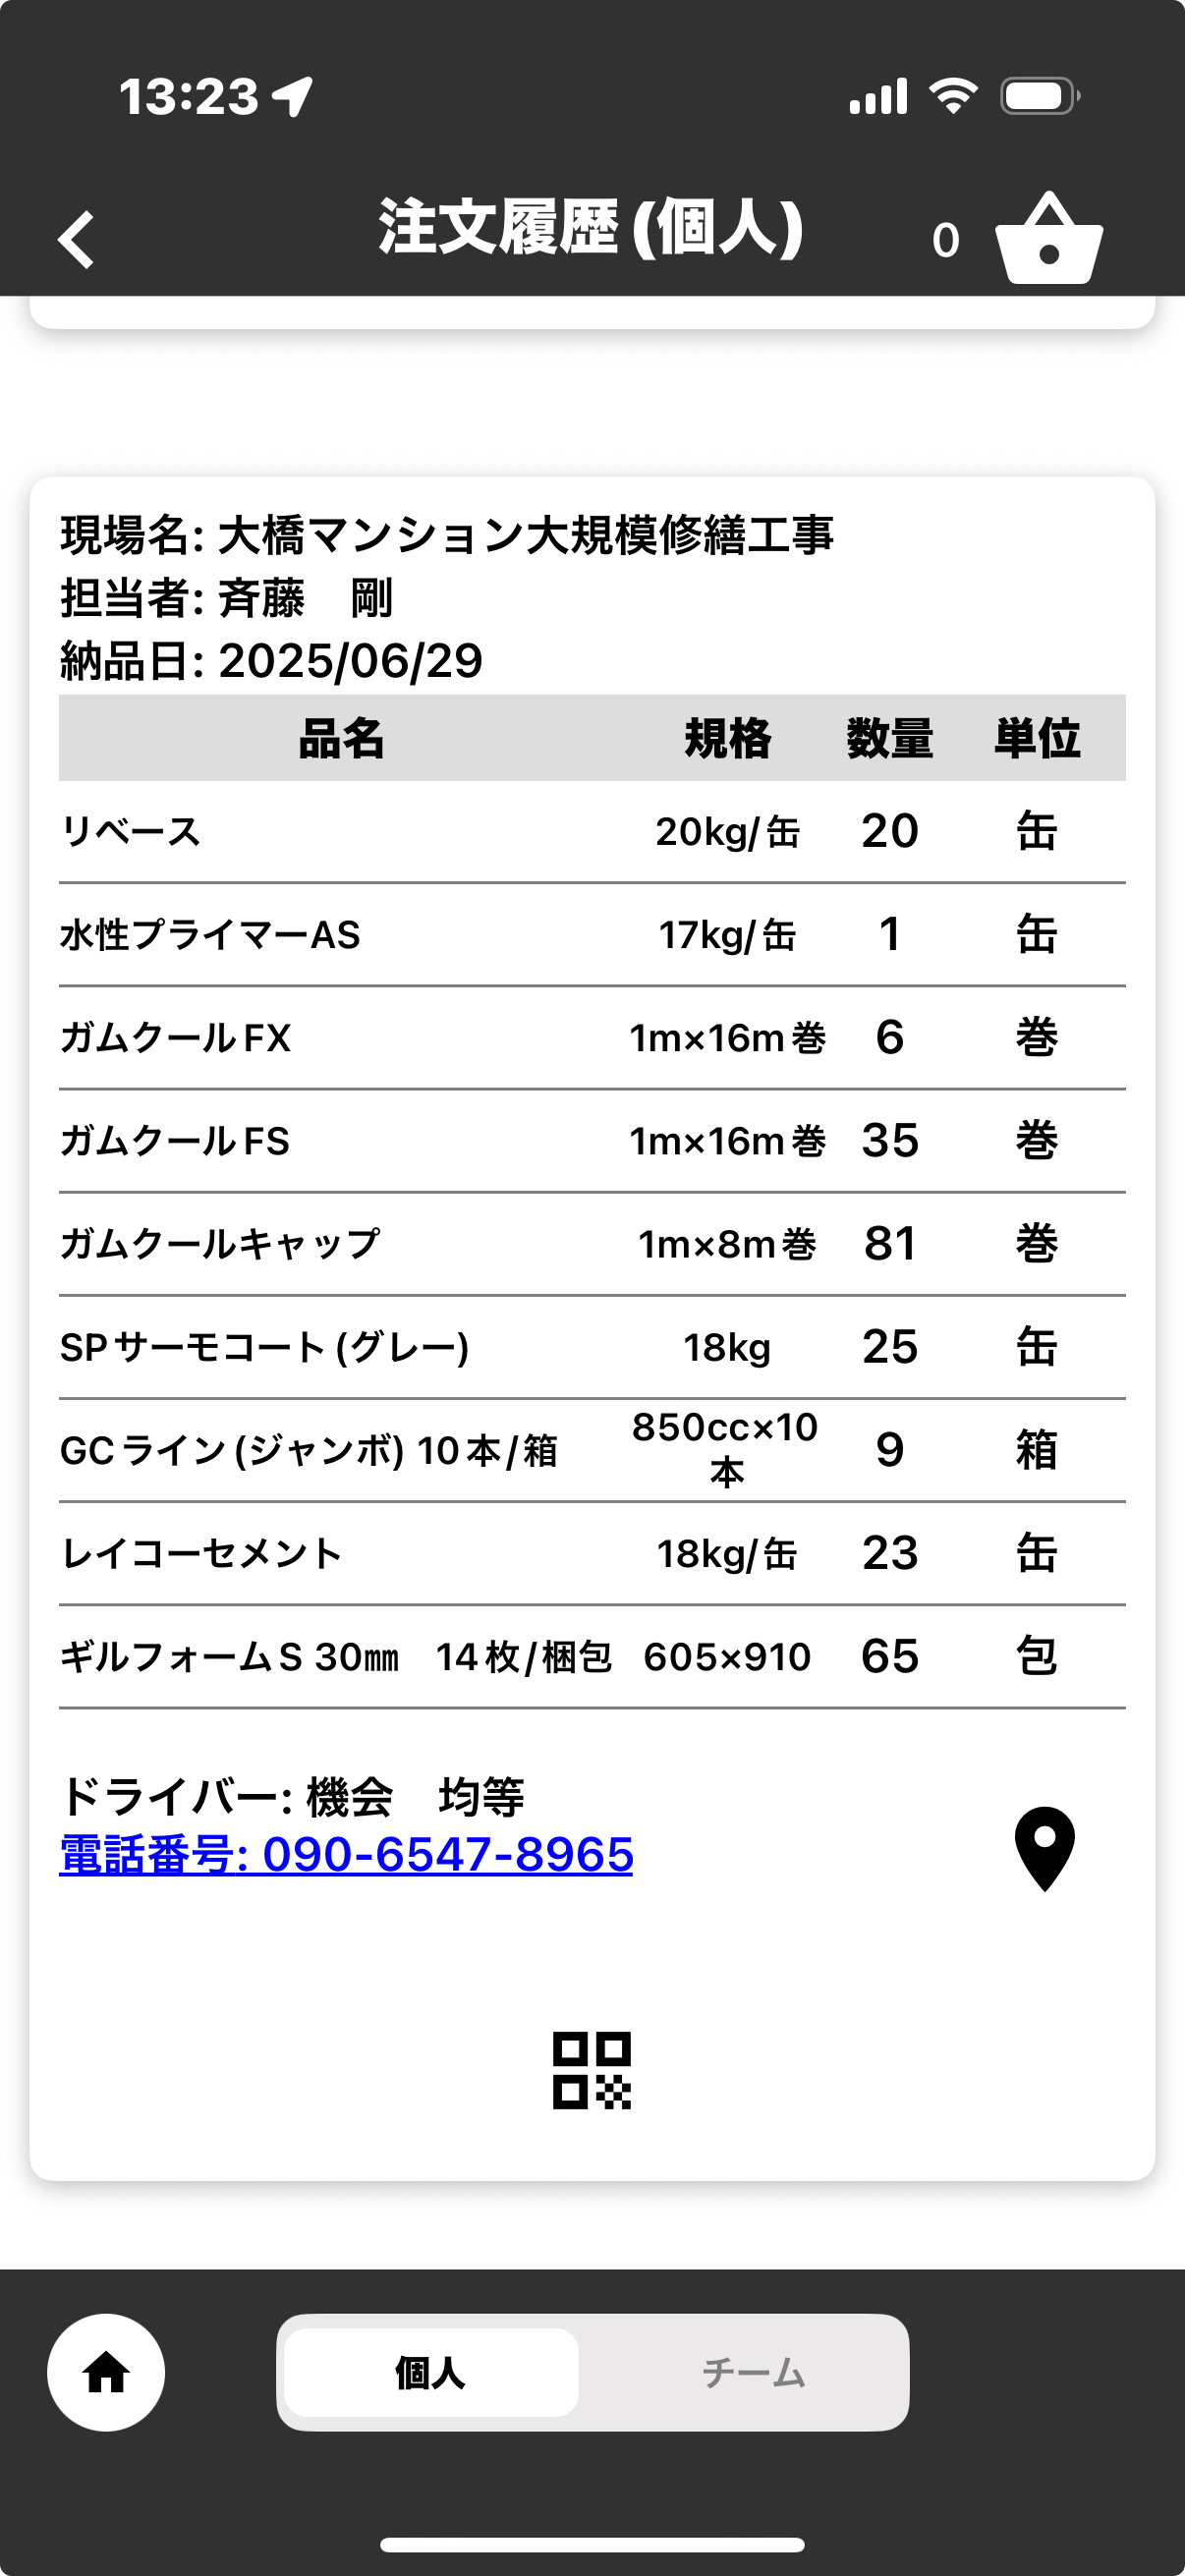 13:23
注文履歴(個人)
0
現場名: 大橋マンション大規模修繕工事
担当者: 斉藤　剛
納品日: 2025/06/29
品名 規格 数量 単位
リベース 20kg/缶 20 缶
水性プライマーAS 17kg/缶 1 缶
ガムクールFX 1m×16m巻 6 巻
ガムクールFS 1m×16m巻 35 巻
ガムクールキャップ 1m×8m巻 81 巻
SPサーモコート(グレー) 18kg 25 缶
GCライン(ジャンボ) 10本/箱 850cc×10本 9 箱
レイコーセメント 18kg/缶 23 缶
ギルフォームS 30㎜　14枚/梱包 605×910 65 包
ドライバー: 機会　均等
電話番号: 090-6547-8965
個人 チーム